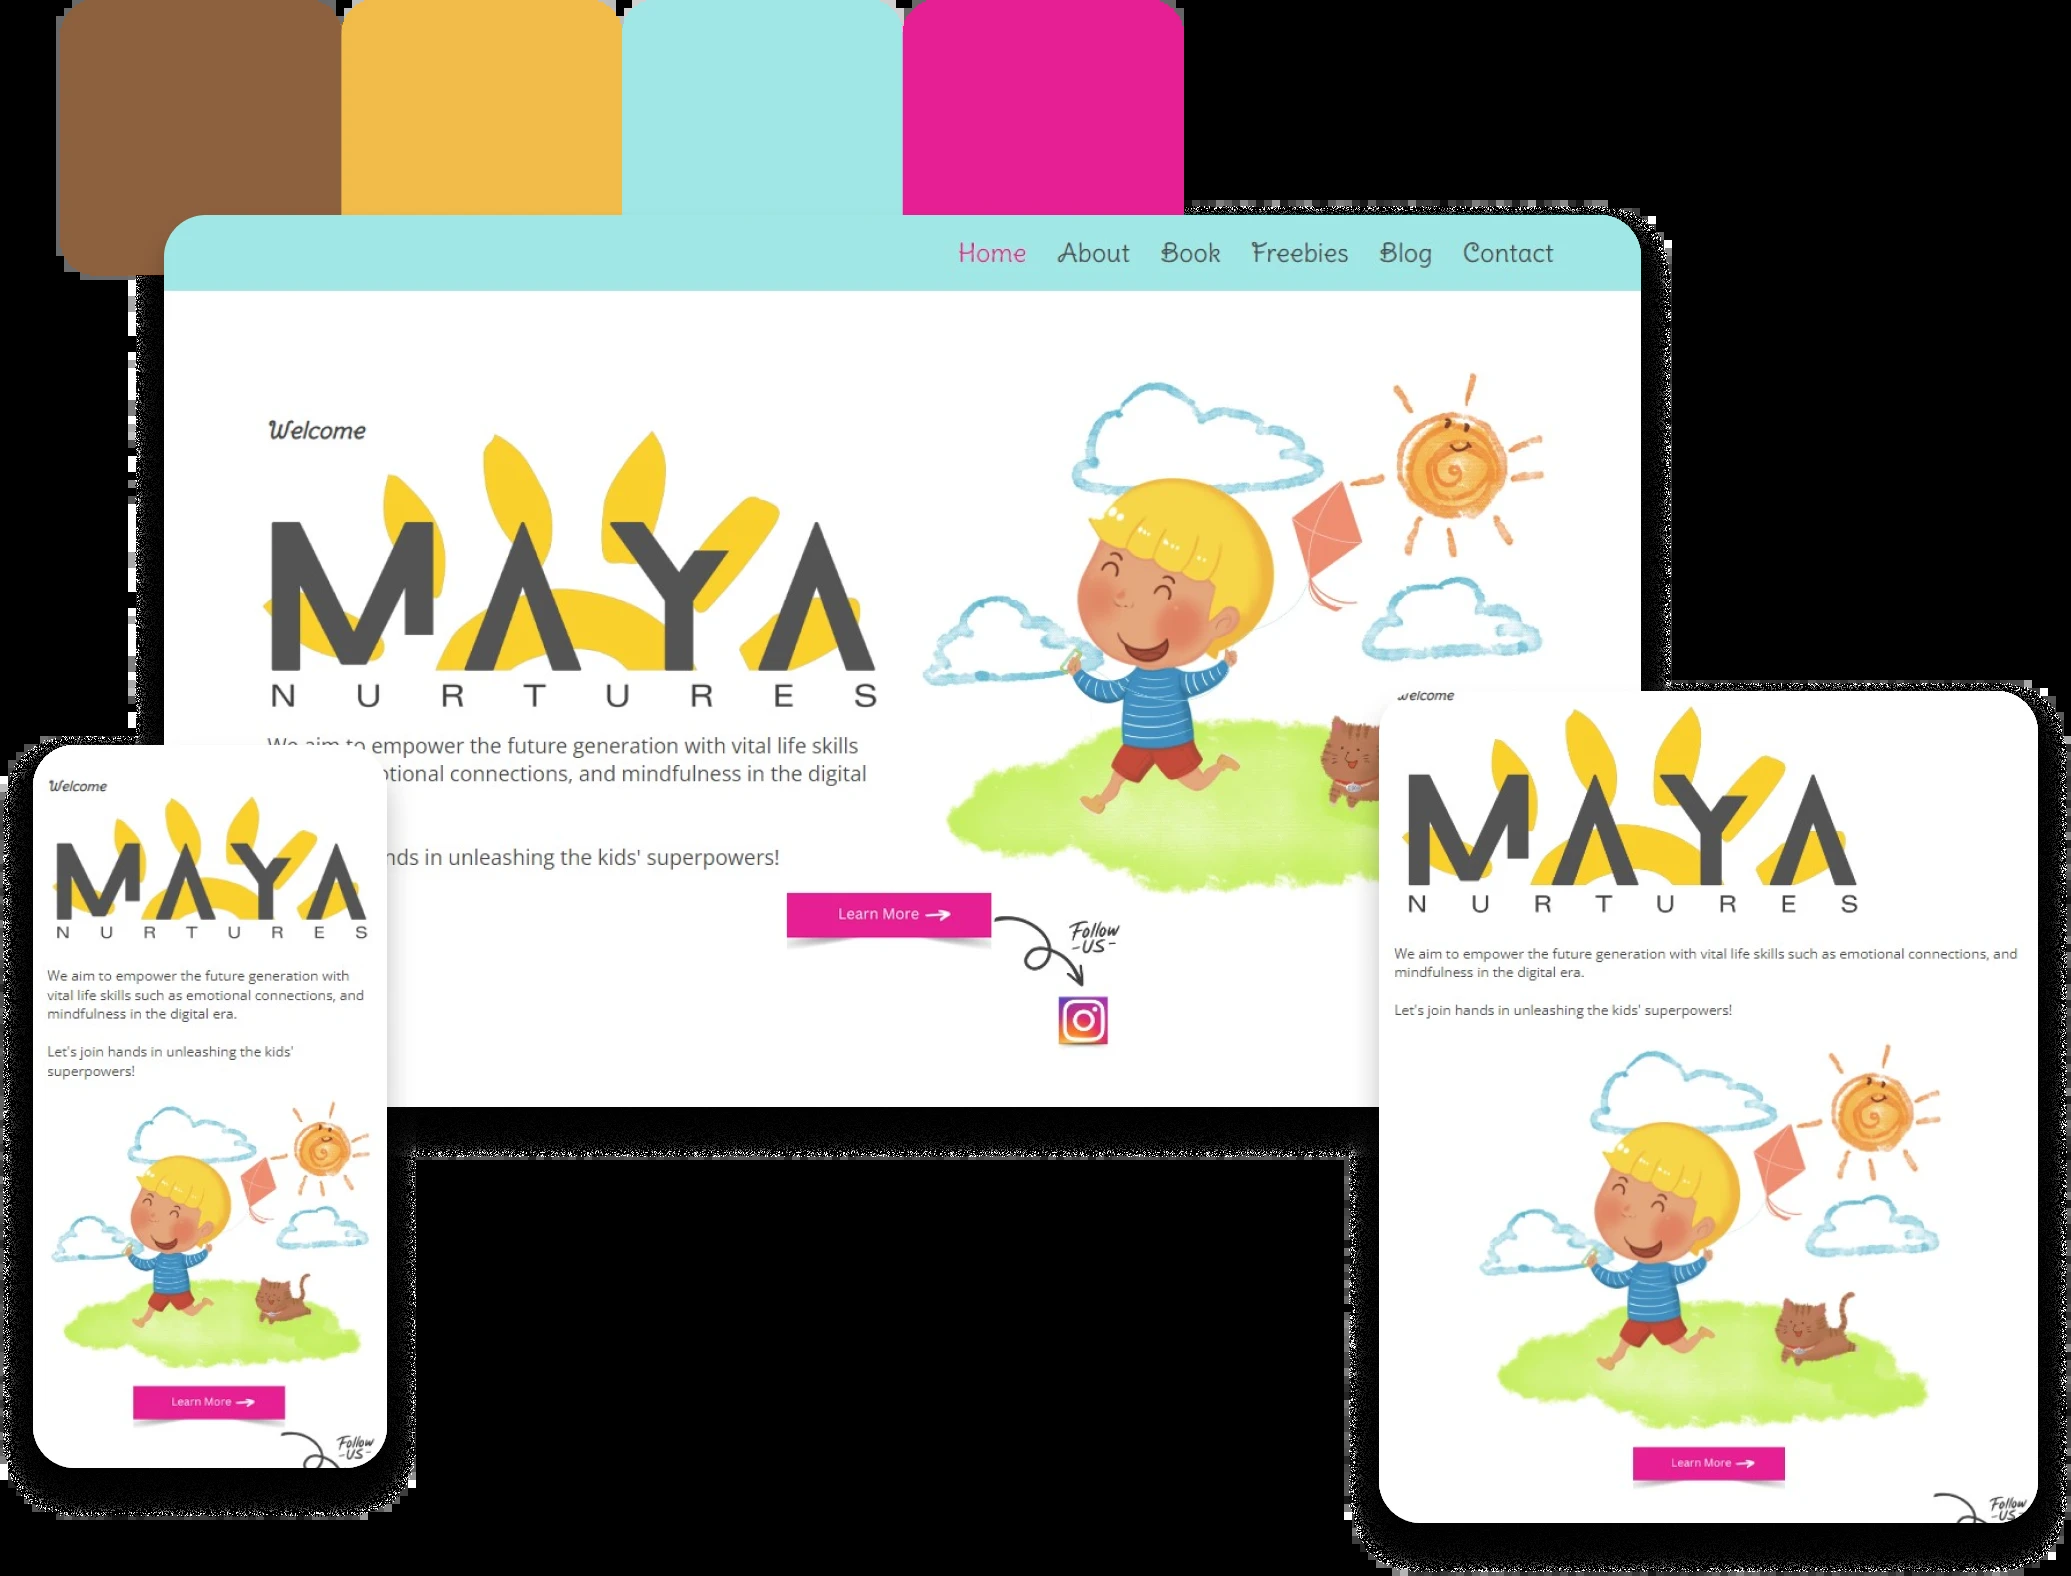 Home About Book Freebies Blog Contact
Welcome
MAYA
NURTURES
We aim to empower the future generation with vital life skills
otional connections, and mindfulness in the digital
nds in unleashing the kids' superpowers!
Learn More
Follow
-US-
Welcome
MAYA
NURTURES
We aim to empower the future generation with
vital life skills such as emotional connections, and
mindfulness in the digital era.
Let's join hands in unleashing the kids'
superpowers!
Learn More
Follow
-US-
Welcome
MAYA
NURTURES
We aim to empower the future generation with vital life skills such as emotional connections, and
mindfulness in the digital era.
Let's join hands in unleashing the kids' superpowers!
Learn More
Follow
-US-